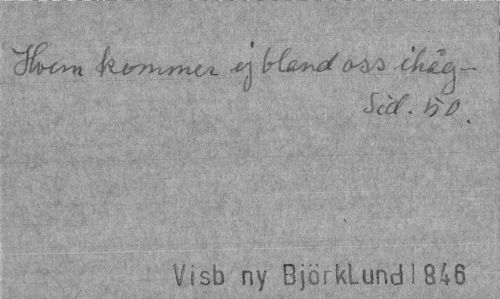 Hvem kommer ej bland oss ihåg-
Sid. 50.
Visb ny BjörkLund 1846